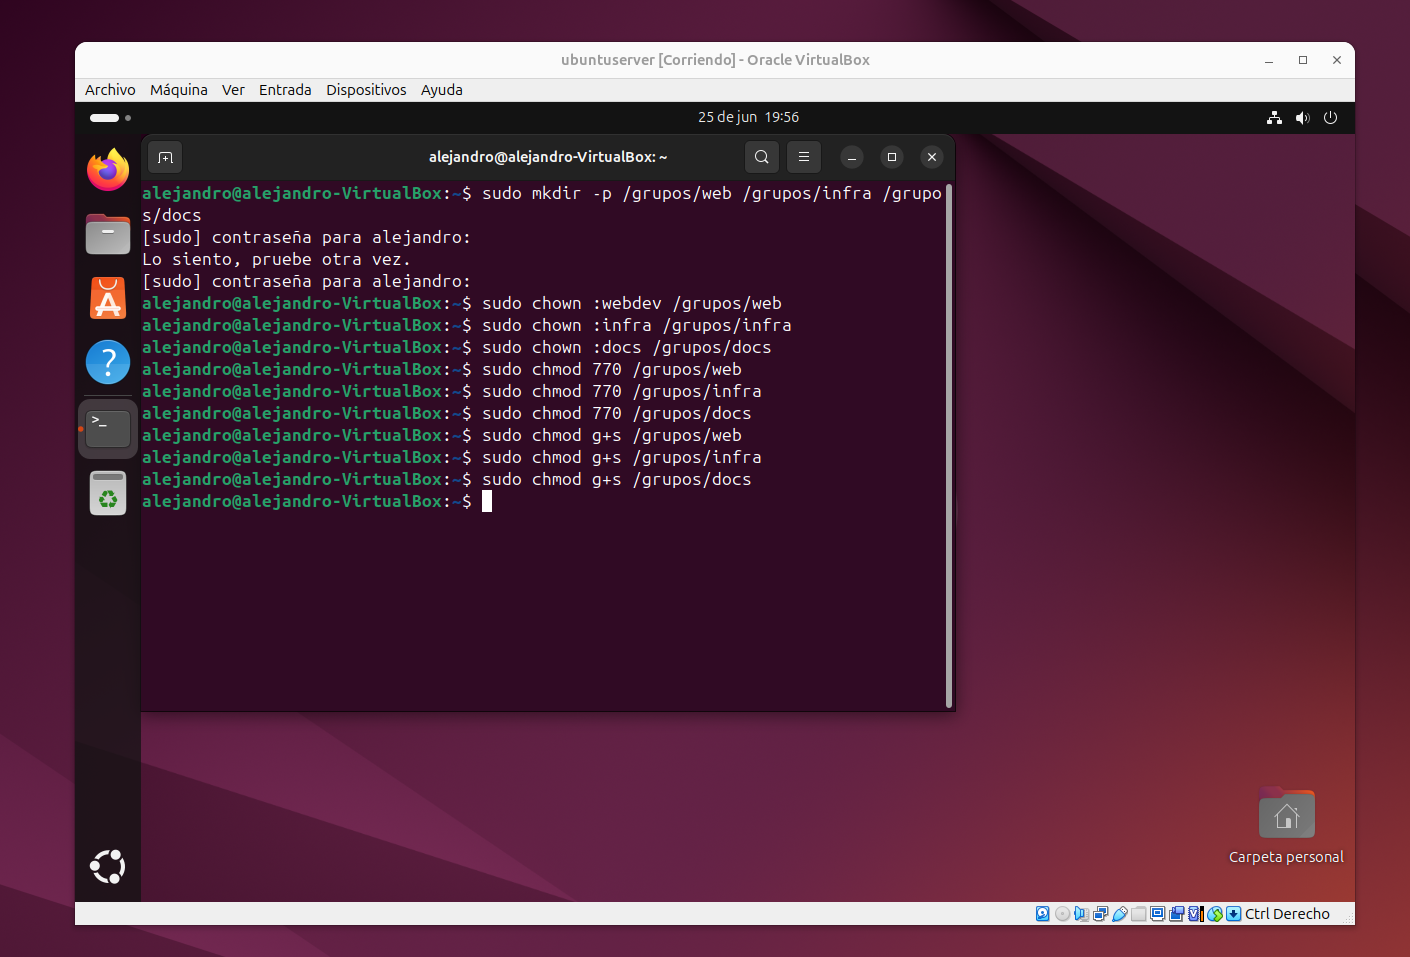 ubuntuserver [Corriendo] - Oracle VirtualBox
Archivo Máquina Ver Entrada Dispositivos Ayuda
25 de jun 19:56
alejandro@alejandro-VirtualBox: ~
alejandro@alejandro-VirtualBox:~$ sudo mkdir -p /grupos/web /grupos/infra /grupo
s/docs
[sudo] contraseña para alejandro:
Lo siento, pruebe otra vez.
[sudo] contraseña para alejandro:
alejandro@alejandro-VirtualBox:~$ sudo chown :webdev /grupos/web
alejandro@alejandro-VirtualBox:~$ sudo chown :infra /grupos/infra
alejandro@alejandro-VirtualBox:~$ sudo chown :docs /grupos/docs
alejandro@alejandro-VirtualBox:~$ sudo chmod 770 /grupos/web
alejandro@alejandro-VirtualBox:~$ sudo chmod 770 /grupos/infra
alejandro@alejandro-VirtualBox:~$ sudo chmod 770 /grupos/docs
alejandro@alejandro-VirtualBox:~$ sudo chmod g+s /grupos/web
alejandro@alejandro-VirtualBox:~$ sudo chmod g+s /grupos/infra
alejandro@alejandro-VirtualBox:~$ sudo chmod g+s /grupos/docs
alejandro@alejandro-VirtualBox:~$
Carpeta personal
Ctrl Derecho